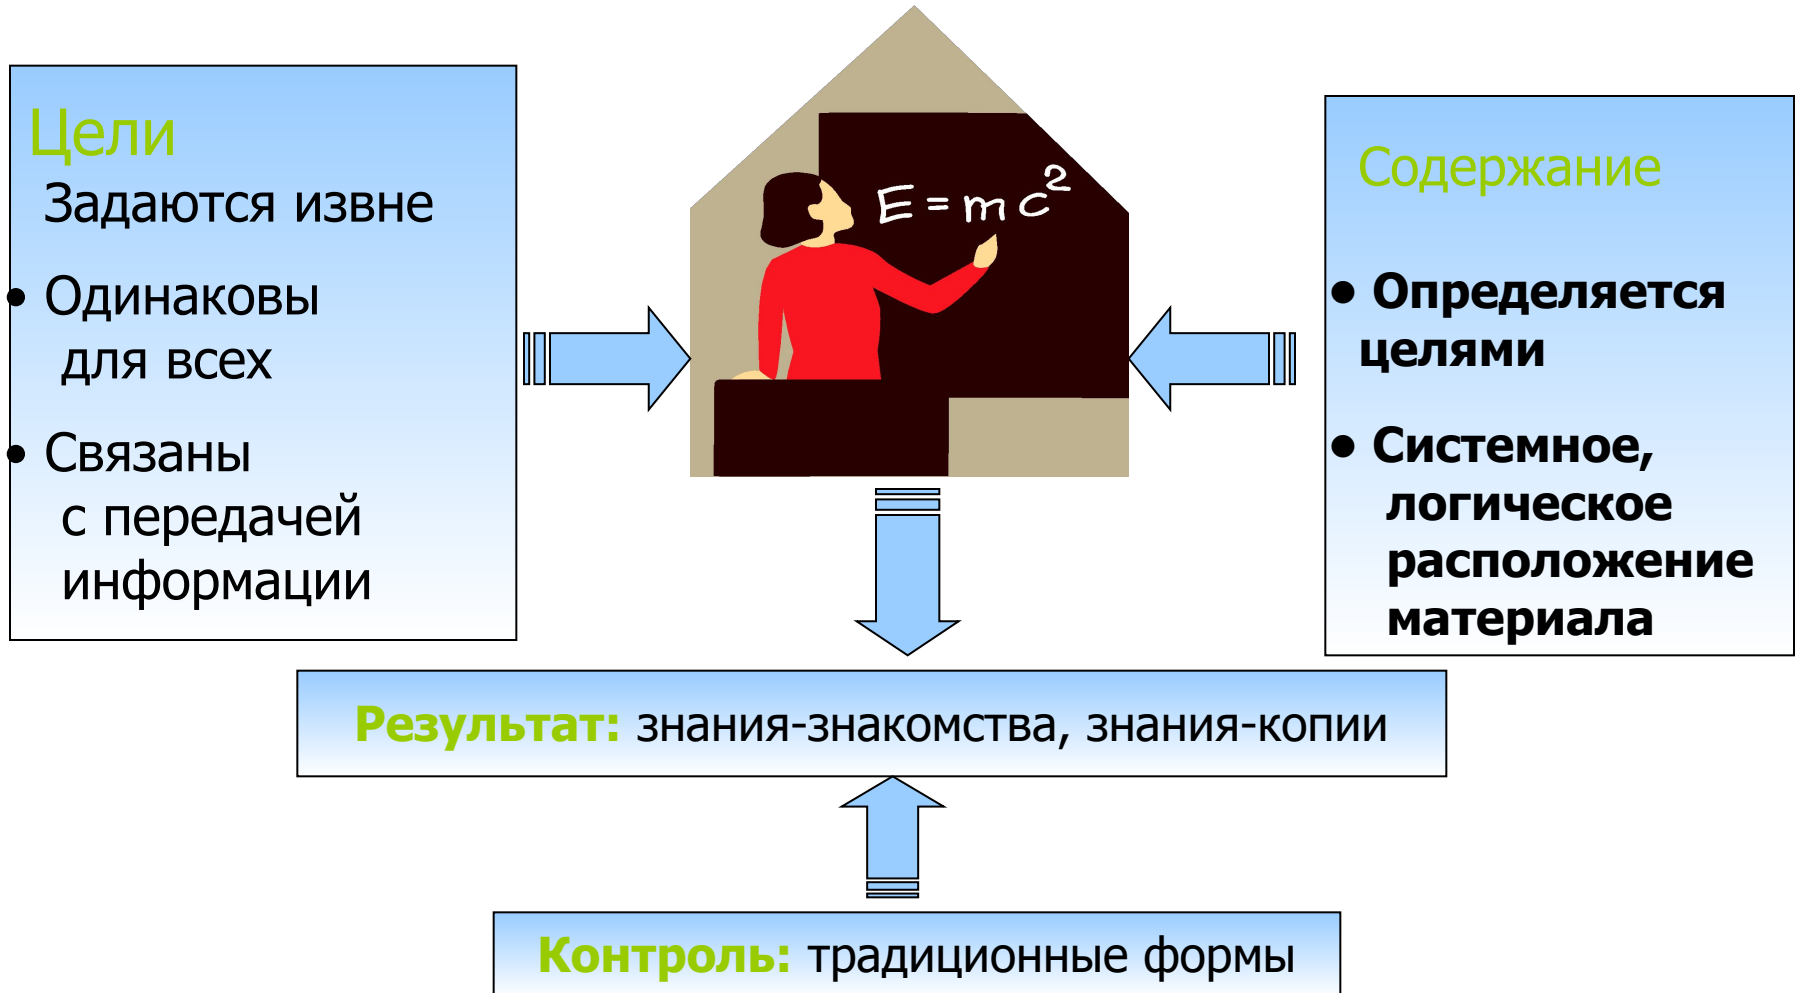 Цели
Задаются извне
• Одинаковы
для всех
• Связаны
с передачей
информации
E = mc²
Содержание
• Определяется
целями
• Системное,
логическое
расположение
материала
Результат: знания-знакомства, знания-копии
Контроль: традиционные формы